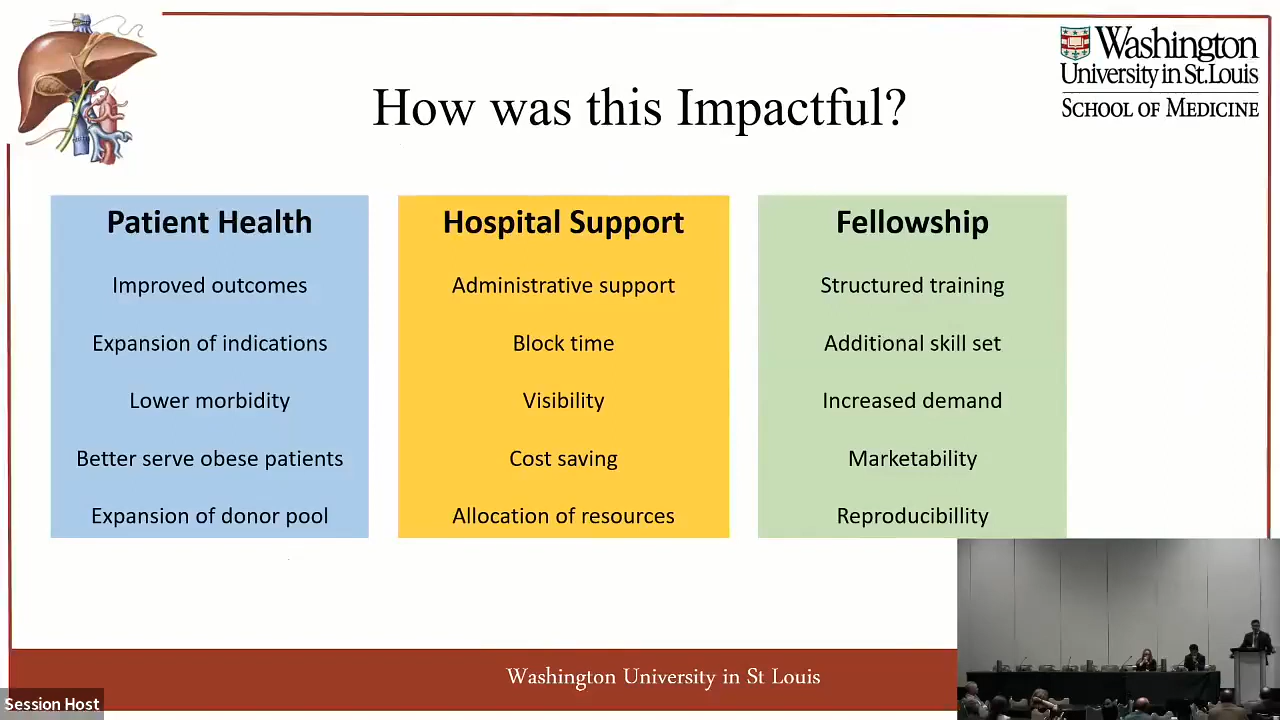 Washington
University in St. Louis
SCHOOL OF MEDICINE
How was this Impactful?
Patient Health
Improved outcomes
Expansion of indications
Lower morbidity
Better serve obese patients
Expansion of donor pool
Hospital Support
Administrative support
Block time
Visibility
Cost saving
Allocation of resources
Fellowship
Structured training
Additional skill set
Increased demand
Marketability
Reproducibillity
Washington University in St Louis
Session Host